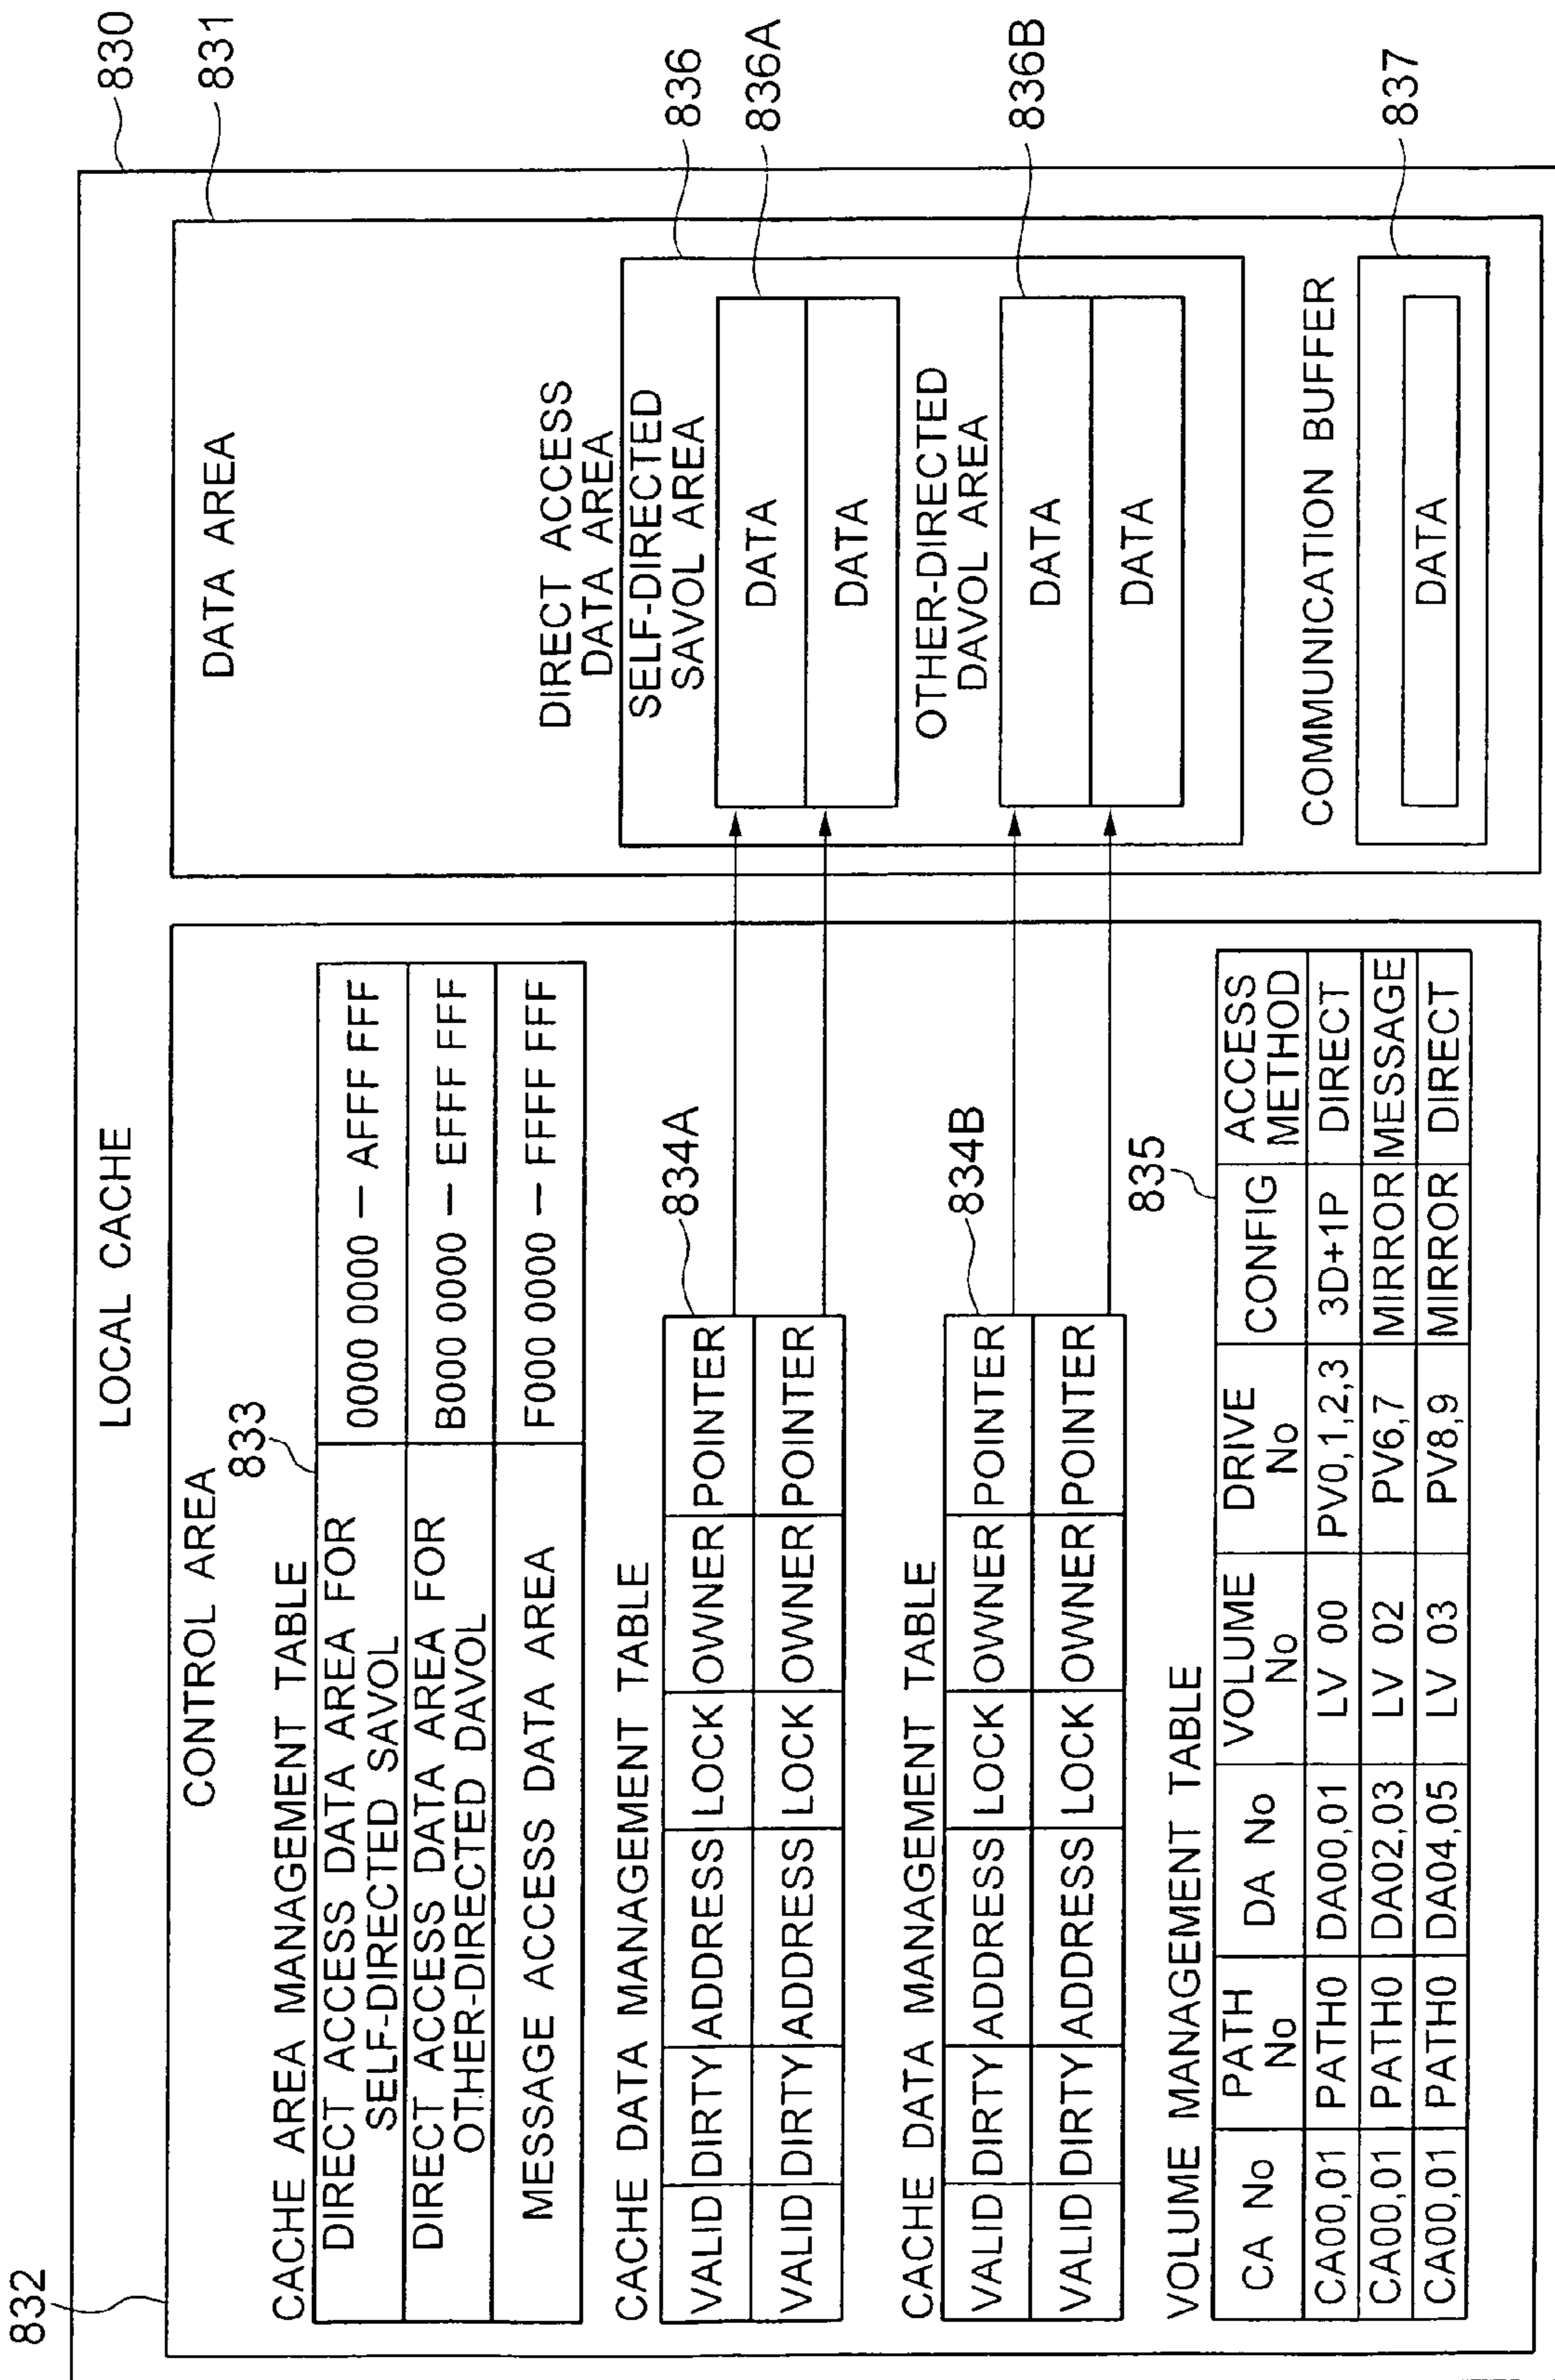 LOCAL CACHE
830
831
832
CONTROL AREA
833
CACHE AREA MANAGEMENT TABLE
DIRECT ACCESS DATA AREA FOR
SELF-DIRECTED SAVOL
0000 0000 — AFFF FFF
DIRECT ACCESS DATA AREA FOR
OTHER-DIRECTED DAVOL
B000 0000 — EFFF FFF
MESSAGE ACCESS DATA AREA
F000 0000 — FFFF FFF
CACHE DATA MANAGEMENT TABLE
834A
VALID DIRTY ADDRESS LOCK OWNER POINTER
VALID DIRTY ADDRESS LOCK OWNER POINTER
CACHE DATA MANAGEMENT TABLE
834B
VALID DIRTY ADDRESS LOCK OWNER POINTER
VALID DIRTY ADDRESS LOCK OWNER POINTER
VOLUME MANAGEMENT TABLE
835
CA No PATH No DA No VOLUME No DRIVE No CONFIG ACCESS METHOD
CA00,01 PATH0 DA00,01 LV 00 PV0,1,2,3 3D+1P DIRECT
CA00,01 PATH0 DA02,03 LV 02 PV6,7 MIRROR MESSAGE
CA00,01 PATH0 DA04,05 LV 03 PV8,9 MIRROR DIRECT
DATA AREA
DIRECT ACCESS
DATA AREA
836
SELF-DIRECTED
SAVOL AREA
836A
DATA
DATA
OTHER-DIRECTED
DAVOL AREA
836B
DATA
DATA
COMMUNICATION BUFFER
837
DATA